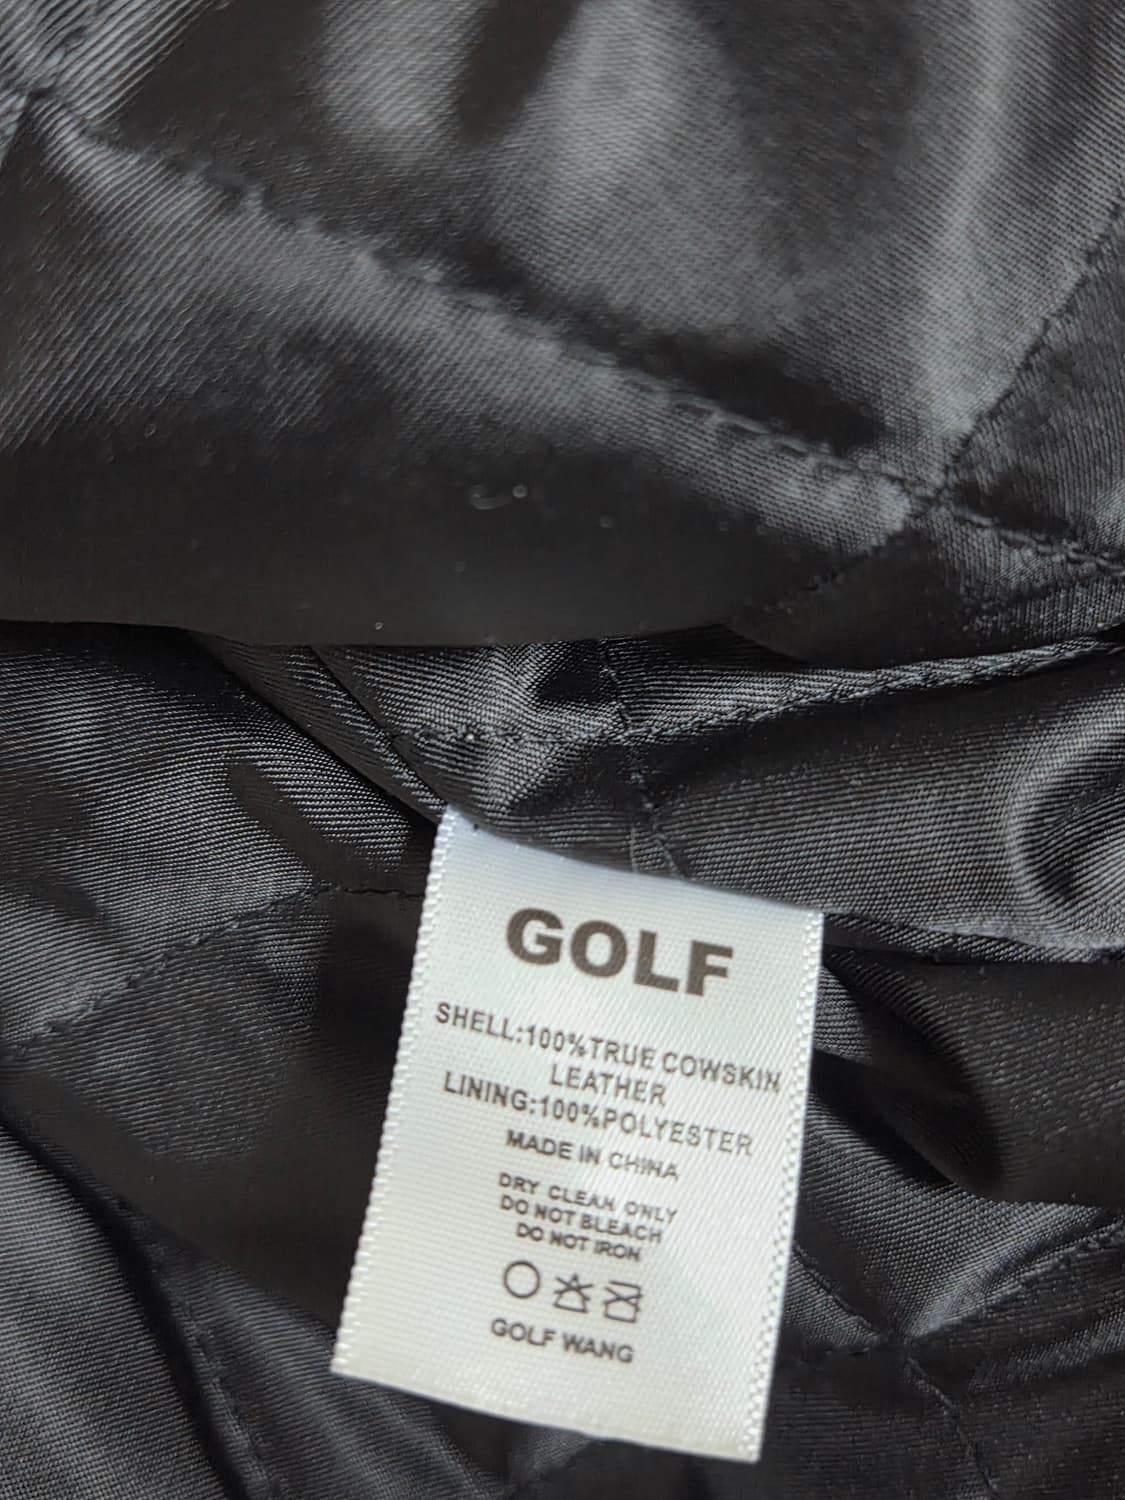 GOLF
SHELL:100%TRUE COWSKIN
LEATHER
LINING:100%POLYESTER
MADE IN CHINA
DRY CLEAN ONLY
DO NOT BLEACH
DO NOT IRON
GOLF WANG